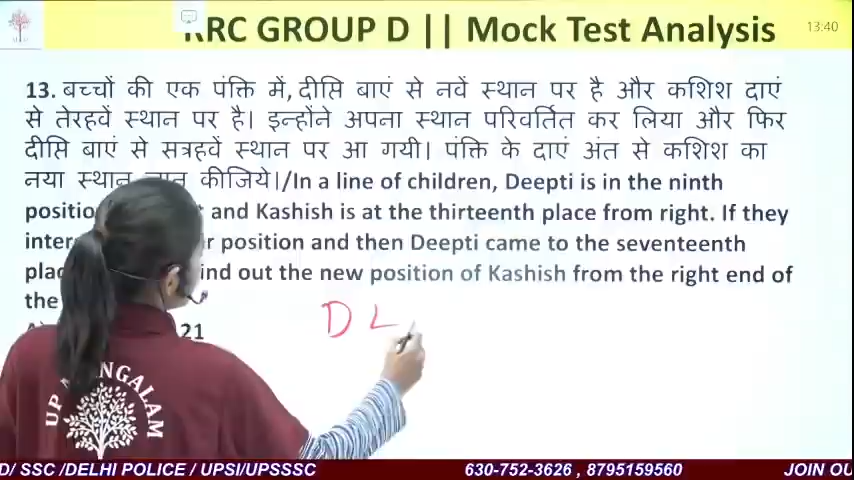 RRC GROUP D || Mock Test Analysis
13:40
13. बच्चों की एक पंक्ति में, दीप्ति बाएं से नवें स्थान पर है और कशिश दाएं
से तेरहवें स्थान पर है। इन्होंने अपना स्थान परिवर्तित कर लिया और फिर
दीप्ति बाएं से सत्रहवें स्थान पर आ गयी। पंक्ति के दाएं अंत से कशिश का
नया स्थान कीजिये।/In a line of children, Deepti is in the ninth
and Kashish is at the thirteenth place from right. If they
position and then Deepti came to the seventeenth
find out the new position of Kashish from the right end of
the
21
D L
UP MANGALAM
D/ SSC /DELHI POLICE / UPSI/UPSSSC 630-752-3626 , 8795159560 JOIN OU